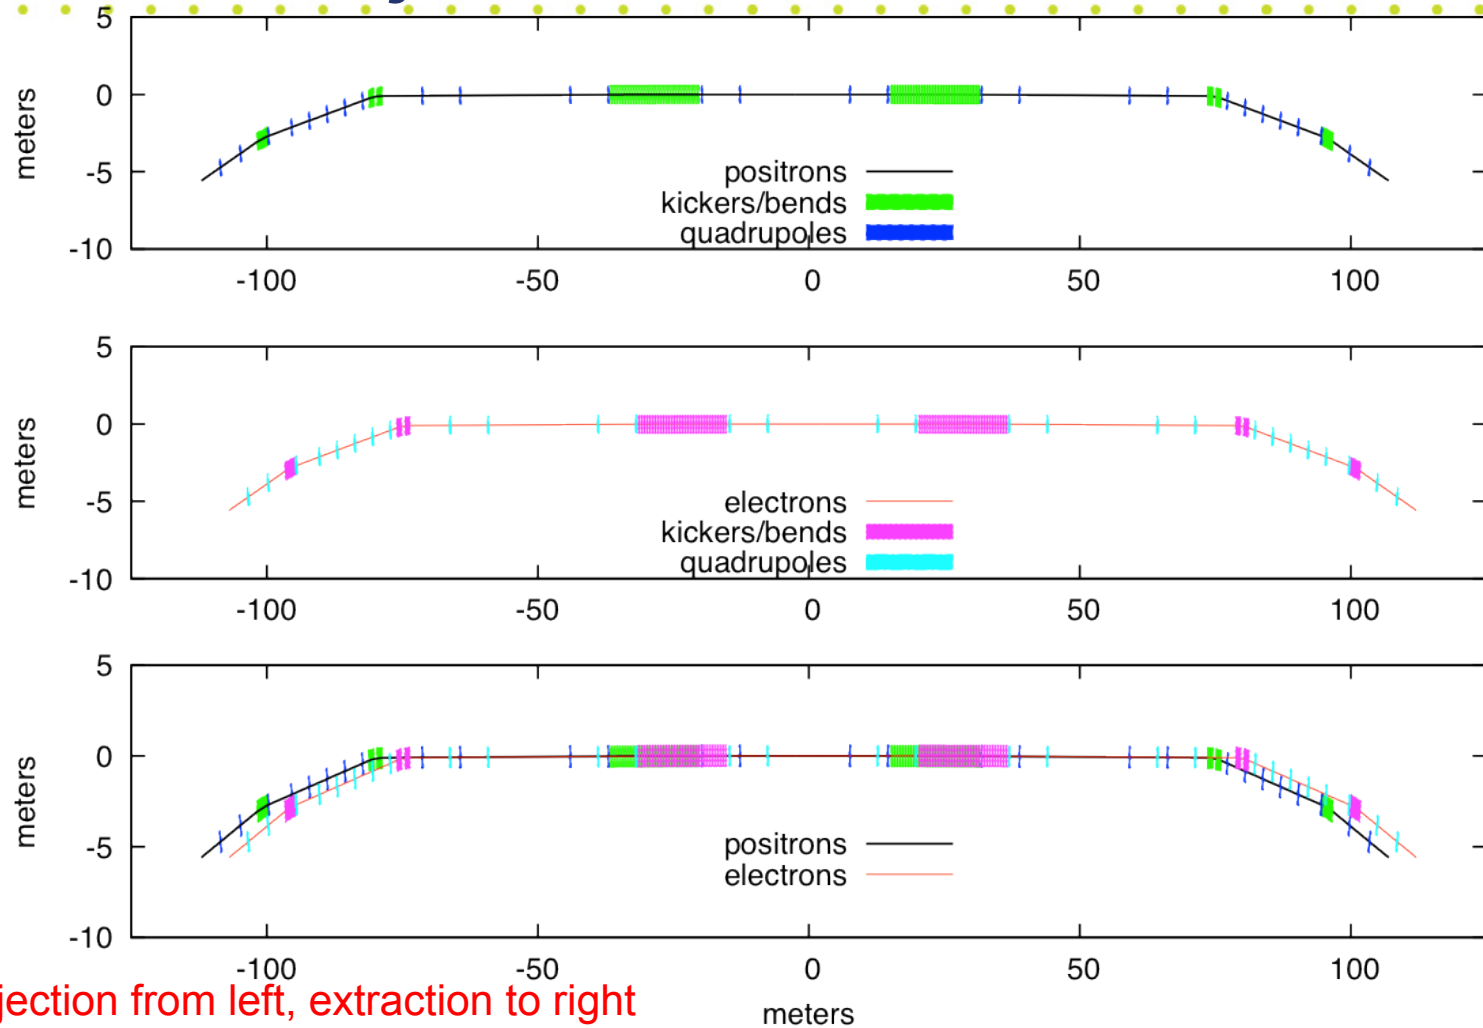 5
0
-5
-10
meters
positrons
kickers/bends
quadrupoles
-100 -50 0 50 100
5
0
-5
-10
meters
electrons
kickers/bends
quadrupoles
-100 -50 0 50 100
5
0
-5
-10
meters
positrons
electrons
-100 -50 0 50 100
jection from left, extraction to right
meters